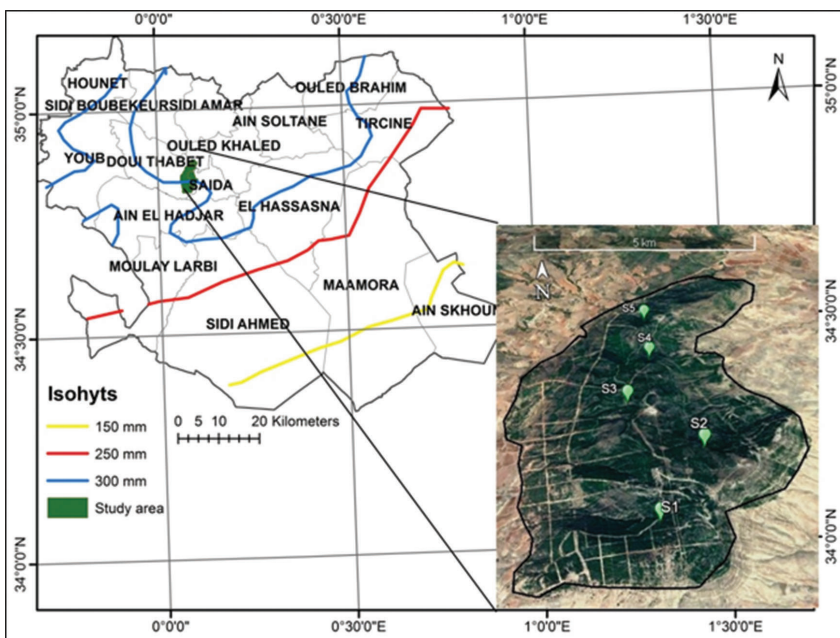 0°0'0" 0°30'0"E 1°0'0"E 1°30'0"E
N
HOUNET
SIDI BOUBEKEURSIDI AMAR
OULED BRAHIM
35°0'0"N
35°0'0"N
AIN SOLTANE
TIRCINE
OULED KHALED
YOUB
DOUI THABET
SAIDA
EL HASSASNA
AIN EL HADJAR
MOULAY LARBI
MAAMORA
AIN SKHOUN
SIDI AHMED
34°30'0"N
34°30'0"N
5 km
N
S5
S4
S3
S2
S1
Isohyts
150 mm
250 mm
300 mm
Study area
0 5 10 20 Kilometers
34°0'0"N
34°0'0"N
0°0'0" 0°30'0"E 1°0'0"E 1°30'0"E